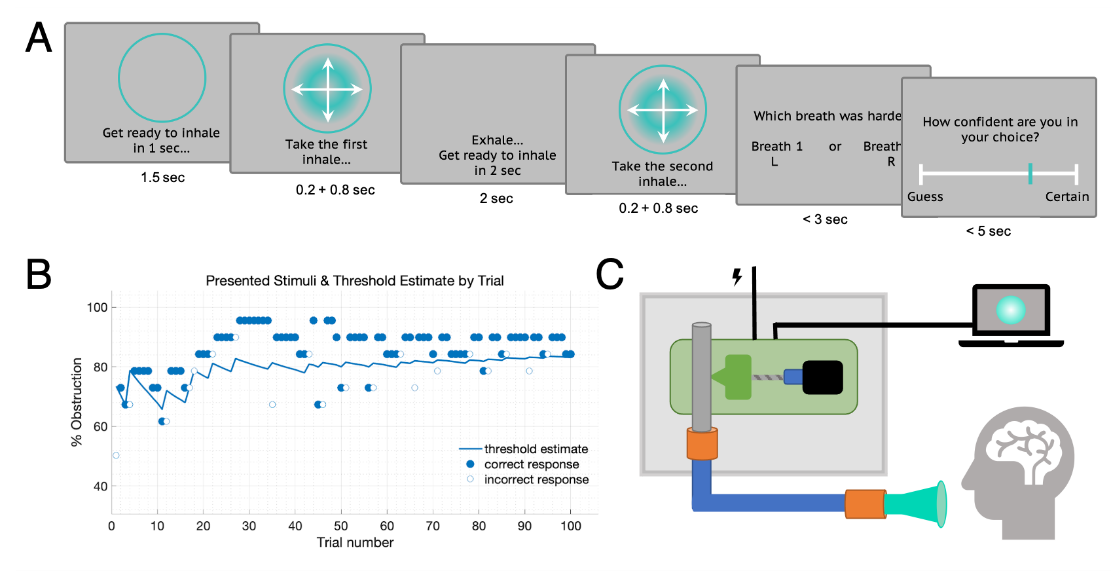 A
Get ready to inhale
in 1 sec...
1.5 sec
Take the first
inhale...
0.2 + 0.8 sec
Exhale...
Get ready to inhale
in 2 sec
2 sec
Take the second
inhale...
0.2 + 0.8 sec
Which breath was harde
Breath 1 or Breath
L R
< 3 sec
How confident are you in
your choice?
Guess Certain
< 5 sec
B
Presented Stimuli & Threshold Estimate by Trial
% Obstruction
100
80
60
40
threshold estimate
correct response
incorrect response
0 10 20 30 40 50 60 70 80 90 100
Trial number
C